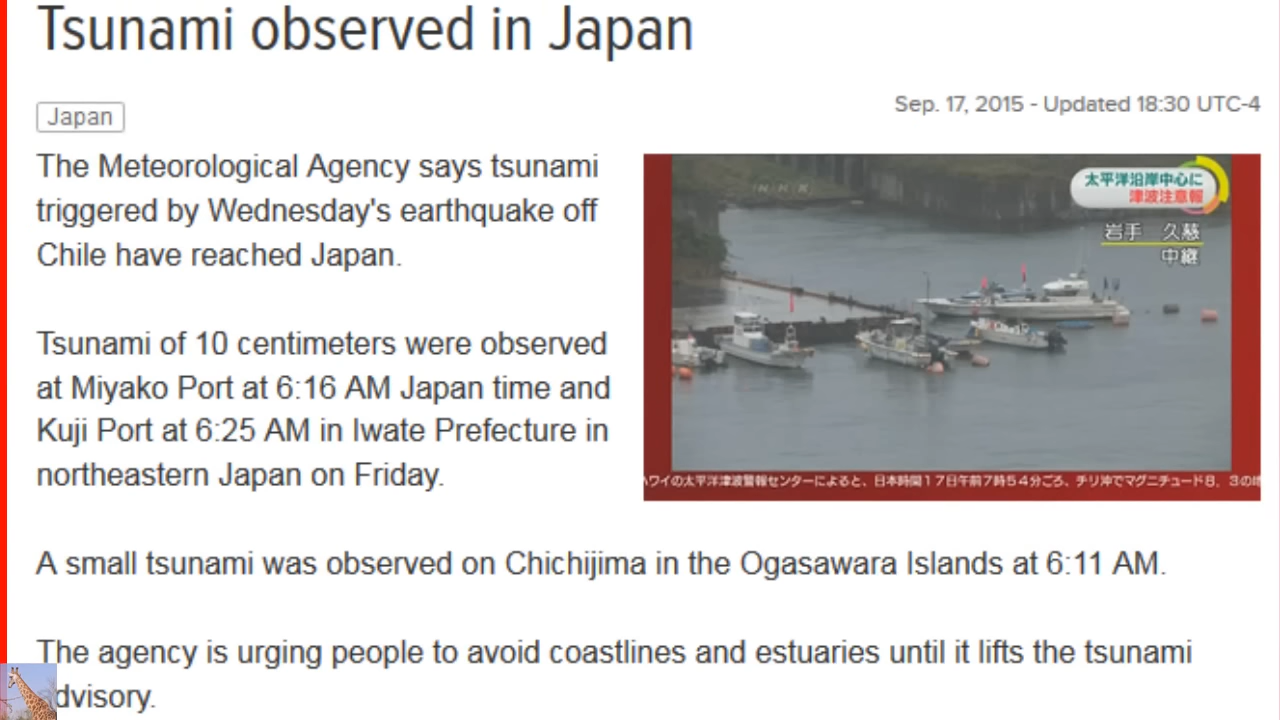 Tsunami observed in Japan
Japan
Sep. 17, 2015 - Updated 18:30 UTC-4
The Meteorological Agency says tsunami
triggered by Wednesday's earthquake off
Chile have reached Japan.
NHK
太平洋沿岸中心に
津波注意報
岩手 久慈
中継
ハワイの太平洋津波警報センターによると、日本時間17日午前7時54分ごろ、チリ沖でマグニチュード8．3の地
Tsunami of 10 centimeters were observed
at Miyako Port at 6:16 AM Japan time and
Kuji Port at 6:25 AM in Iwate Prefecture in
northeastern Japan on Friday.
A small tsunami was observed on Chichijima in the Ogasawara Islands at 6:11 AM.
The agency is urging people to avoid coastlines and estuaries until it lifts the tsunami
dvisory.